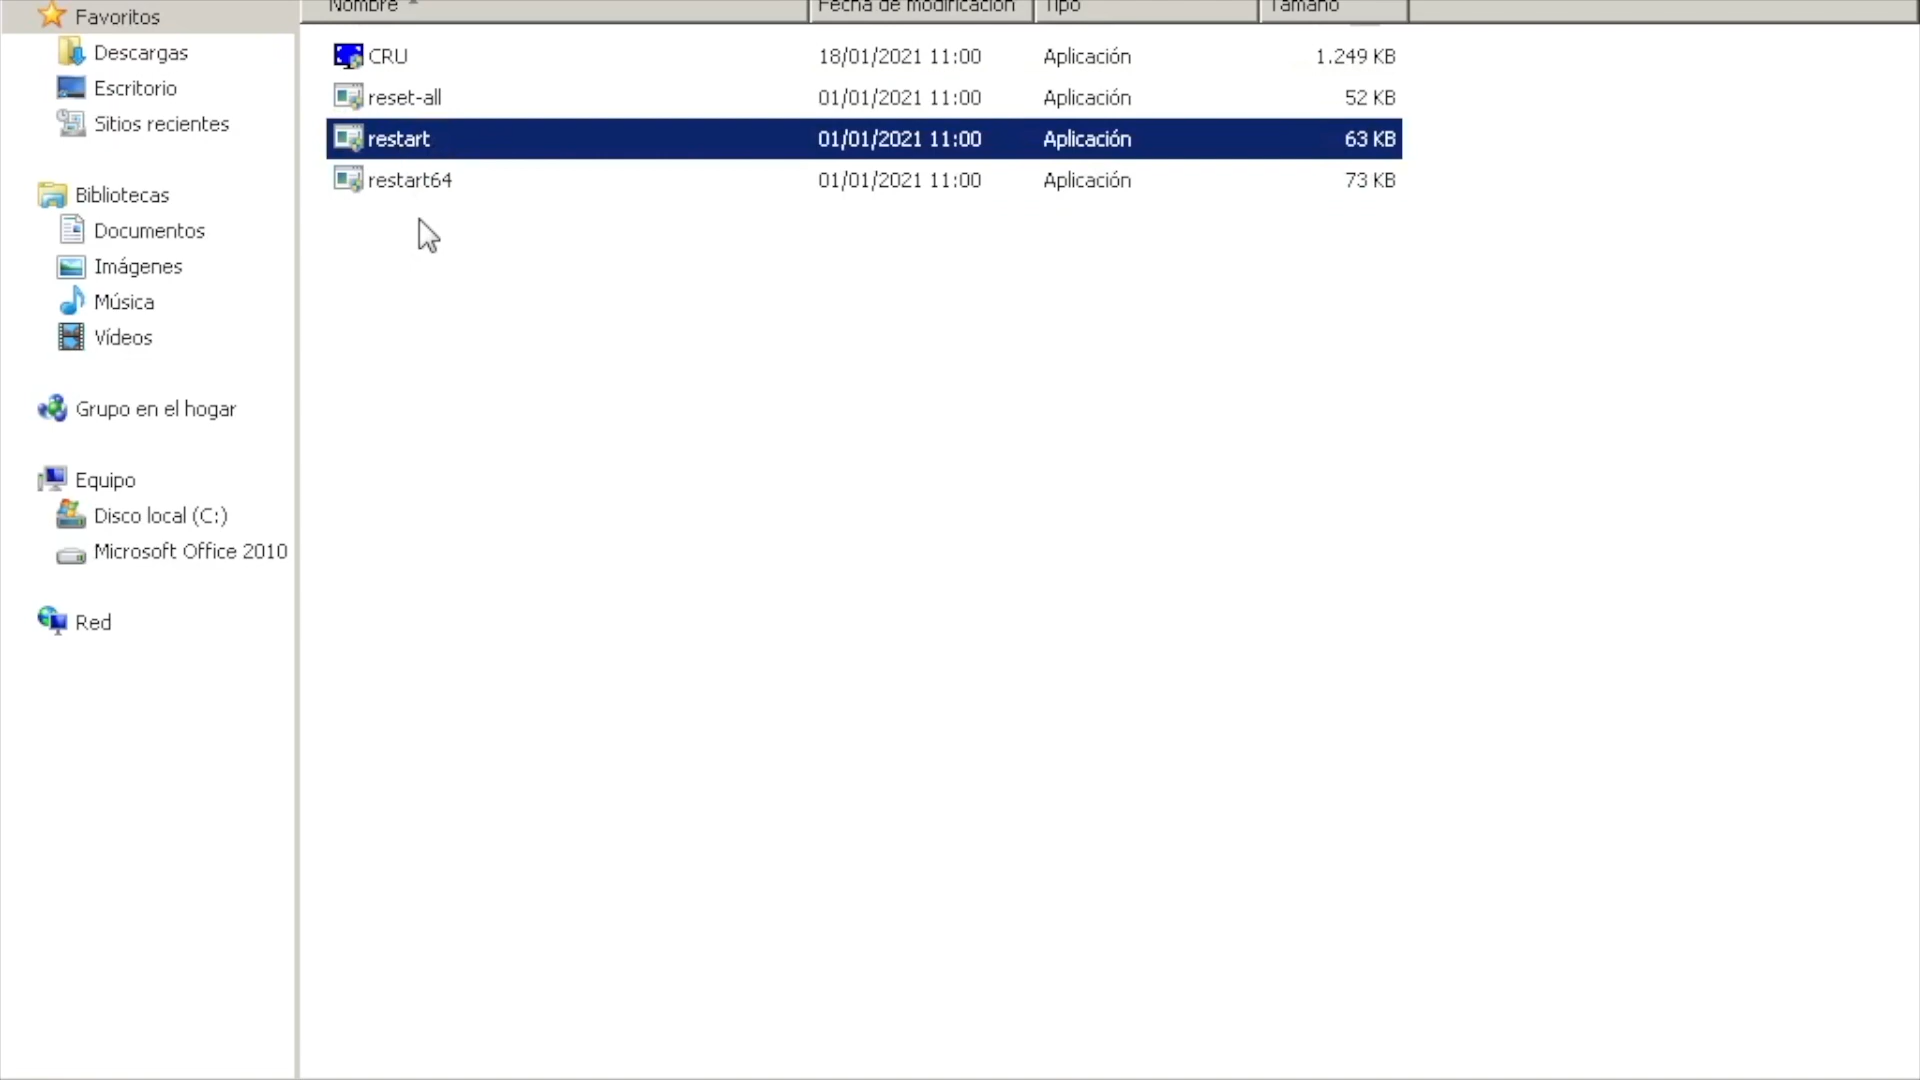 Favoritos
Descargas
Escritorio
Sitios recientes
Bibliotecas
Documentos
Imágenes
Música
Vídeos
Grupo en el hogar
Equipo
Disco local (C:)
Microsoft Office 2010
Red
Nombre Fecha de modificación Tipo Tamaño
CRU 18/01/2021 11:00 Aplicación 1.249 KB
reset-all 01/01/2021 11:00 Aplicación 52 KB
restart 01/01/2021 11:00 Aplicación 63 KB
restart64 01/01/2021 11:00 Aplicación 73 KB